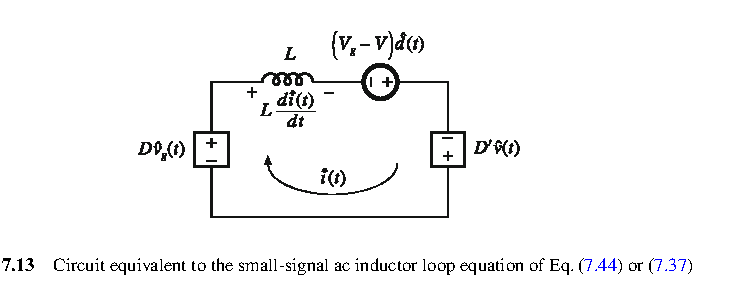 L
(V_g – V) d̂(t)
+ L dî(t)/dt –
+
–
D v̂_g(t)
î(t)
– +
D′ v̂(t)
–
+
7.13 Circuit equivalent to the small-signal ac inductor loop equation of Eq. (7.44) or (7.37)